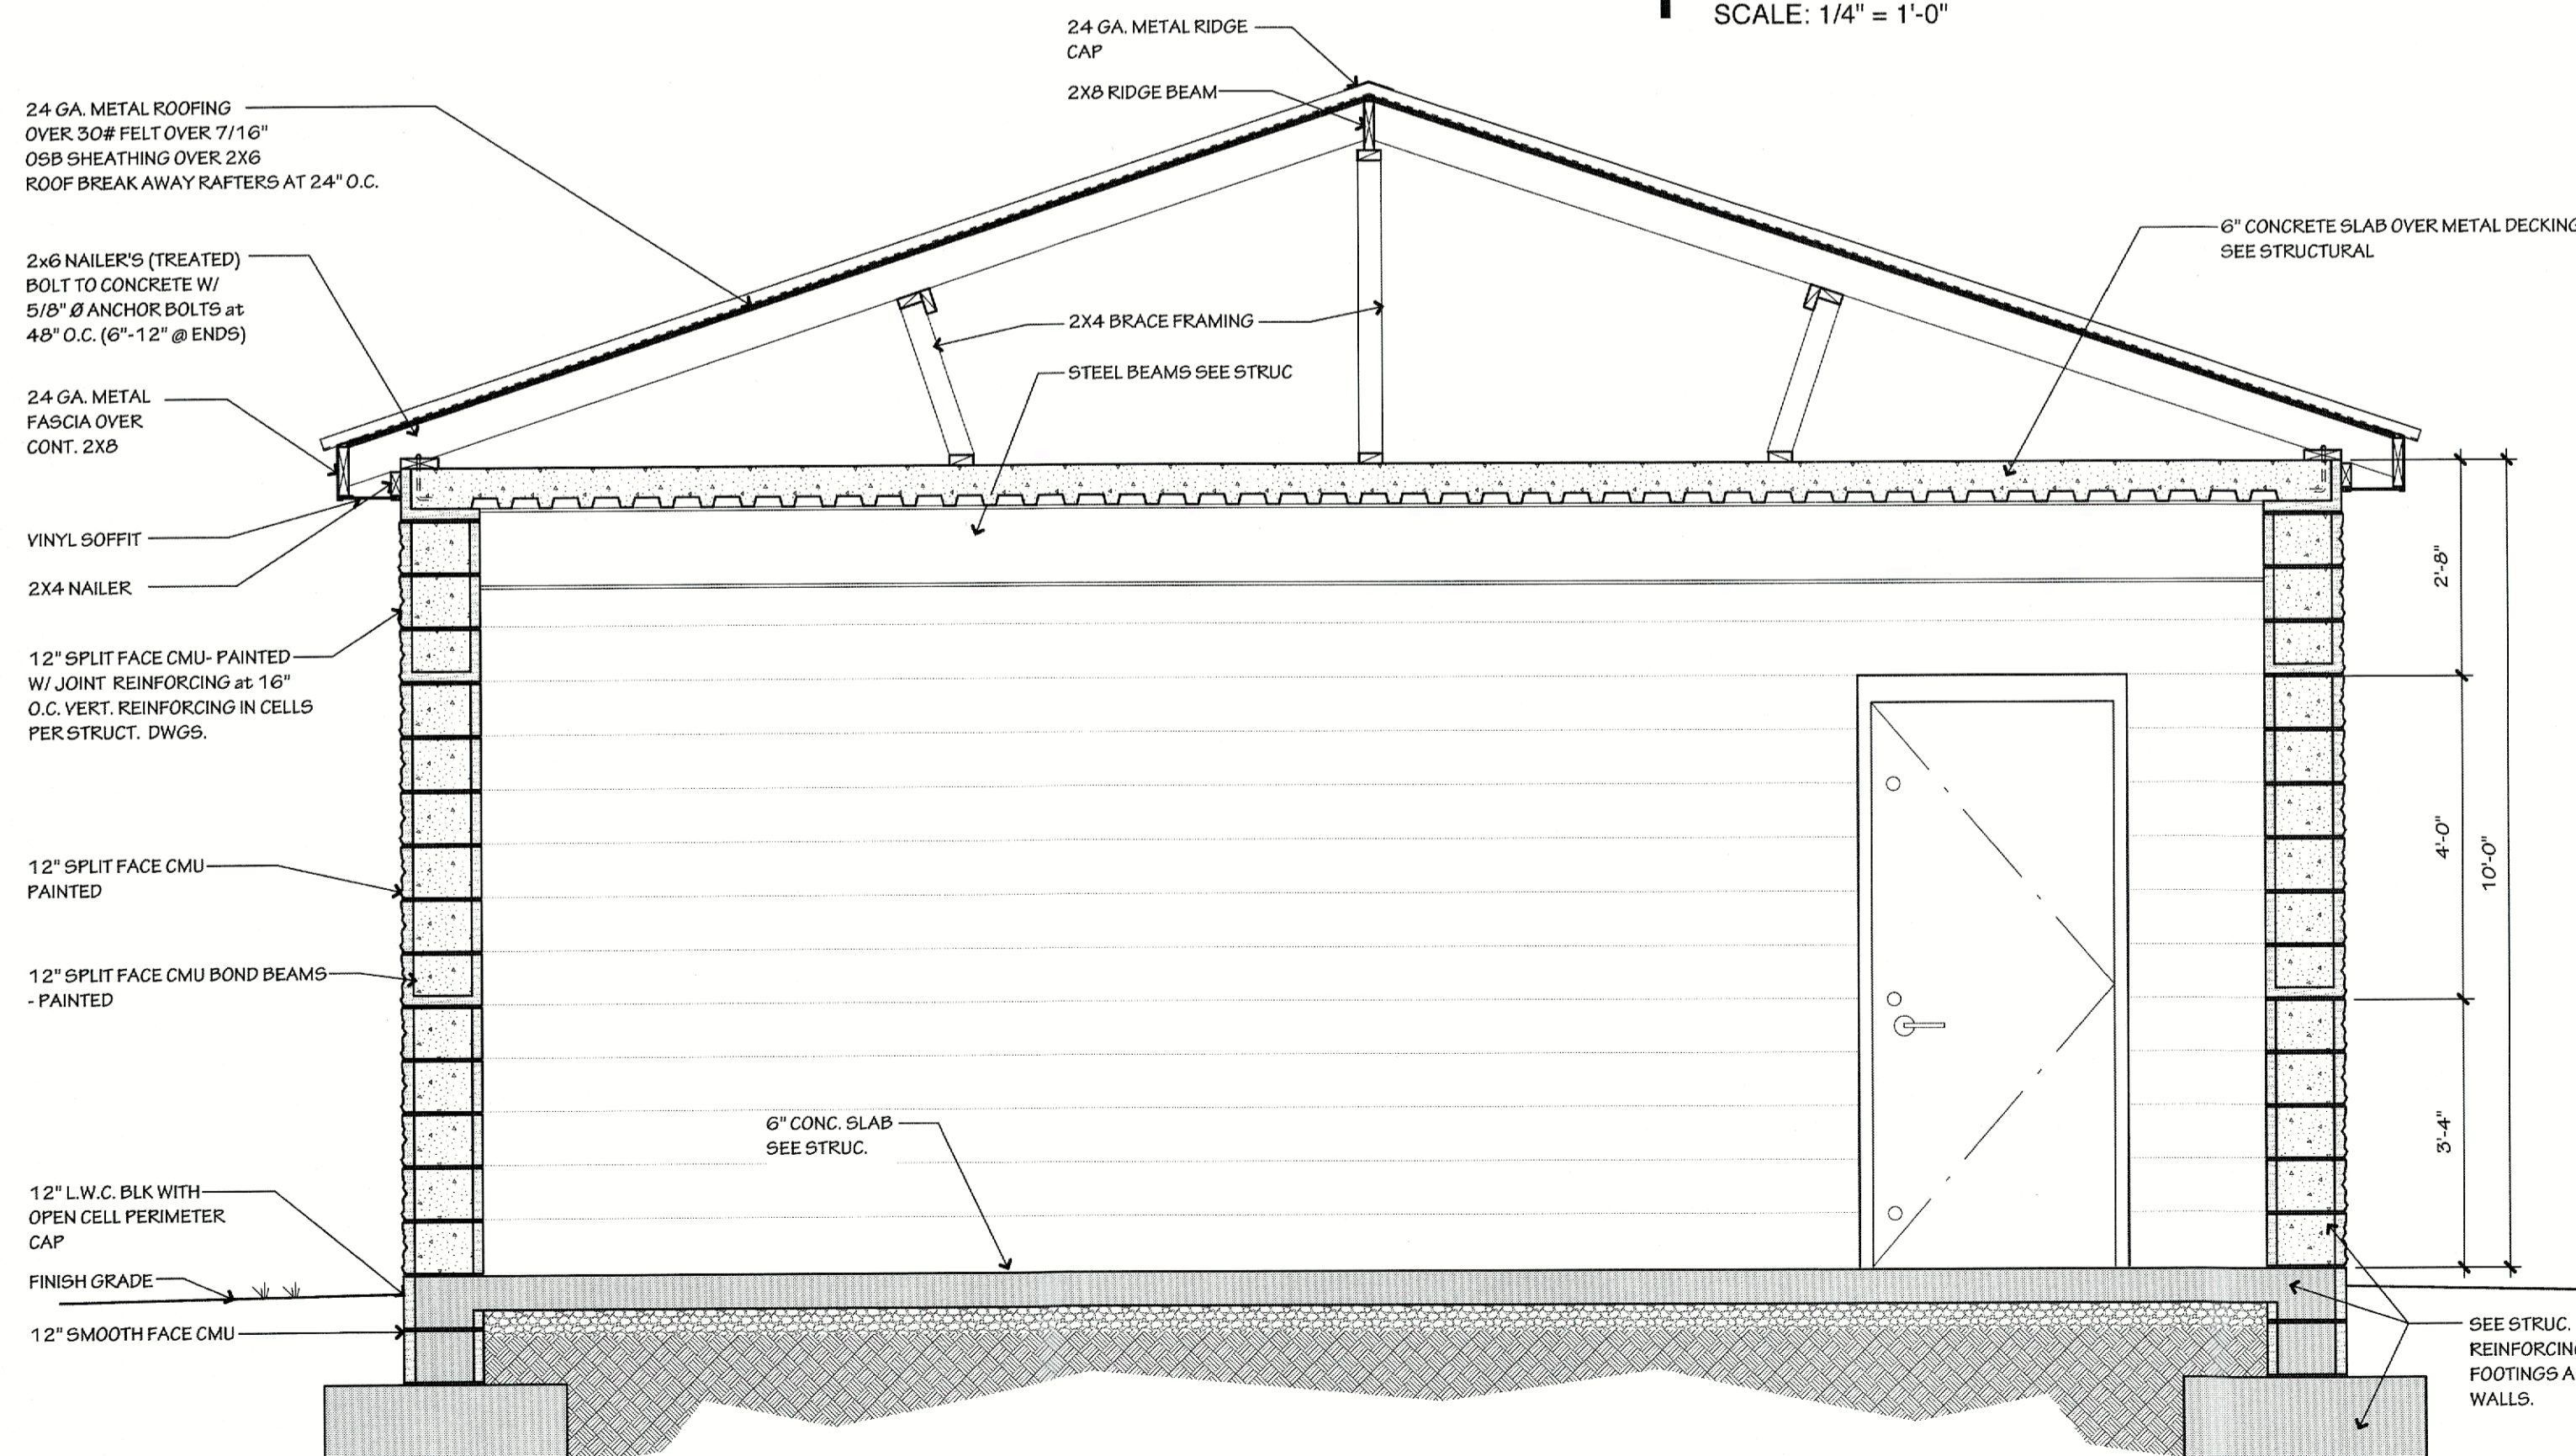 SCALE: 1/4" = 1'-0"
24 GA. METAL RIDGE
CAP
2X8 RIDGE BEAM
24 GA. METAL ROOFING
OVER 30# FELT OVER 7/16"
OSB SHEATHING OVER 2X6
ROOF BREAK AWAY RAFTERS AT 24" O.C.
6" CONCRETE SLAB OVER METAL DECKING
SEE STRUCTURAL
2x6 NAILER'S (TREATED)
BOLT TO CONCRETE W/
5/8" Ø ANCHOR BOLTS at
48" O.C. (6"-12" @ ENDS)
2X4 BRACE FRAMING
STEEL BEAMS SEE STRUC
24 GA. METAL
FASCIA OVER
CONT. 2X8
VINYL SOFFIT
2X4 NAILER
2'-8"
12" SPLIT FACE CMU- PAINTED
W/ JOINT REINFORCING at 16"
O.C. VERT. REINFORCING IN CELLS
PER STRUCT. DWGS.
4'-0"
10'-0"
12" SPLIT FACE CMU
PAINTED
12" SPLIT FACE CMU BOND BEAMS
- PAINTED
6" CONC. SLAB
SEE STRUC.
3'-4"
12" L.W.C. BLK WITH
OPEN CELL PERIMETER
CAP
FINISH GRADE
12" SMOOTH FACE CMU
SEE STRUC.
REINFORCIN
FOOTINGS A
WALLS.